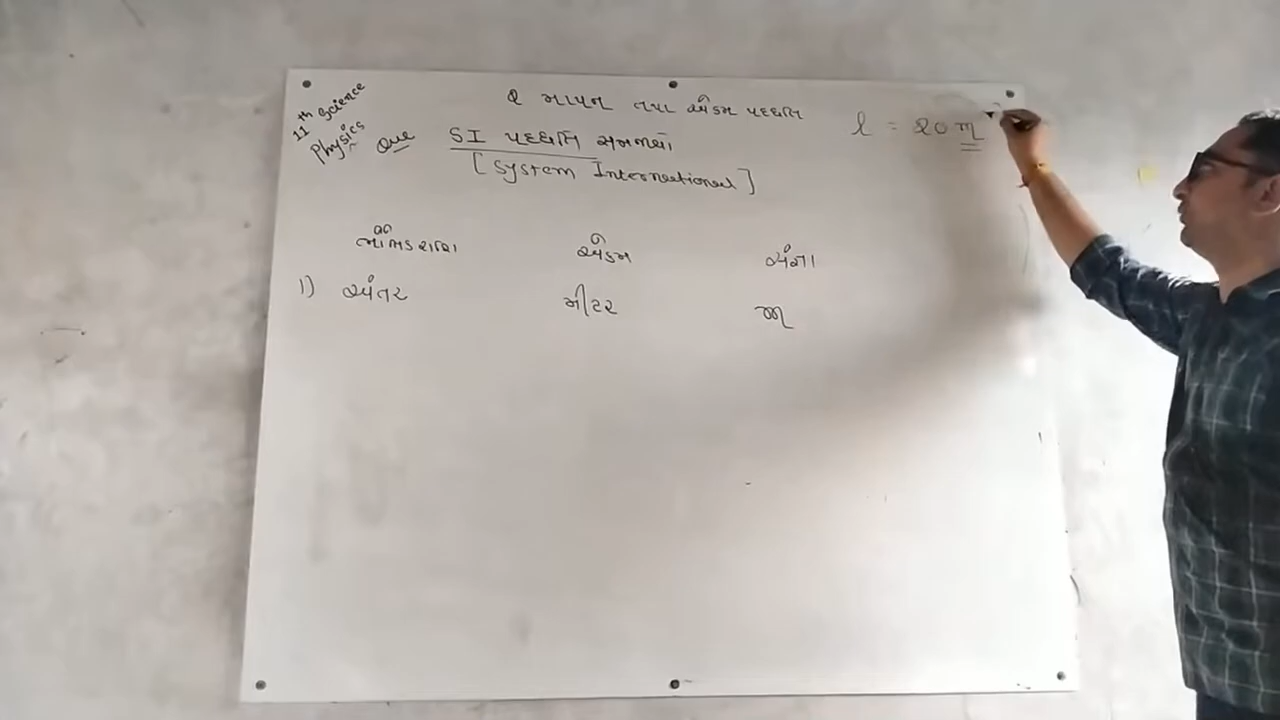 11th Science
Physics
૨ માપન તથા એકમ પદ્ધતિ
l = ૨૦ m
Que SI પદ્ધતિ સમજાવો
[System International]
ભૌતિક રાશિ એકમ સંજ્ઞા
1) અંતર મીટર m